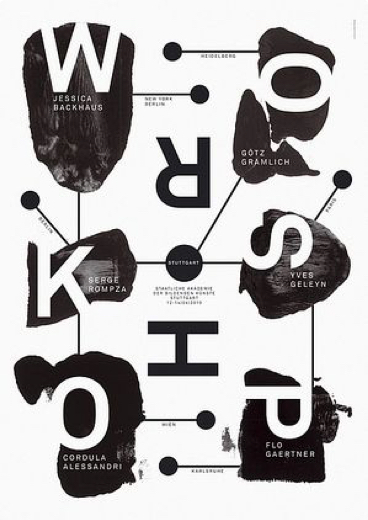 W
O
R
K
S
H
O
P
HEIDELBERG
JESSICA
BACKHAUS
NEW YORK
BERLIN
GÖTZ
GRAMLICH
BERLIN
PARIS
STUTTGART
SERGE
ROMPZA
YVES
GELEYN
STAATLICHE AKADEMIE
DER BILDENDEN KÜNSTE
STUTTGART
WIEN
CORDULA
ALESSANDRI
FLO
GAERTNER
KARLSRUHE